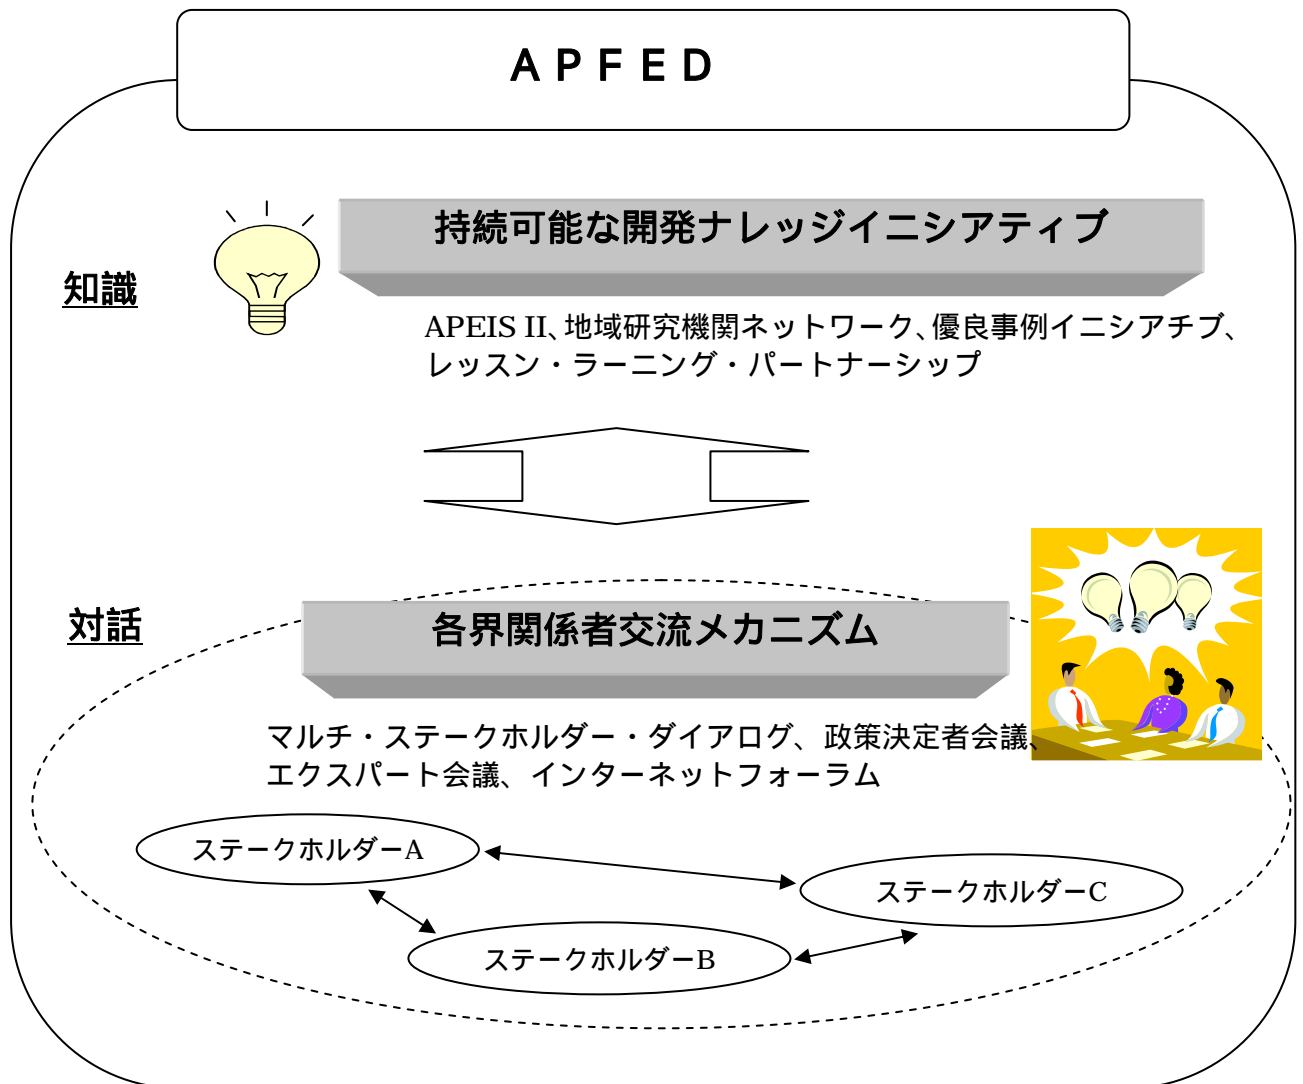 ＡＰＦＥＤ
持続可能な開発ナレッジイニシアティブ
知識
APEIS II、地域研究機関ネットワーク、優良事例イニシアチブ、
レッスン・ラーニング・パートナーシップ
対話
各界関係者交流メカニズム
マルチ・ステークホルダー・ダイアログ、政策決定者会議、
エクスパート会議、インターネットフォーラム
ステークホルダーA
ステークホルダーC
ステークホルダーB